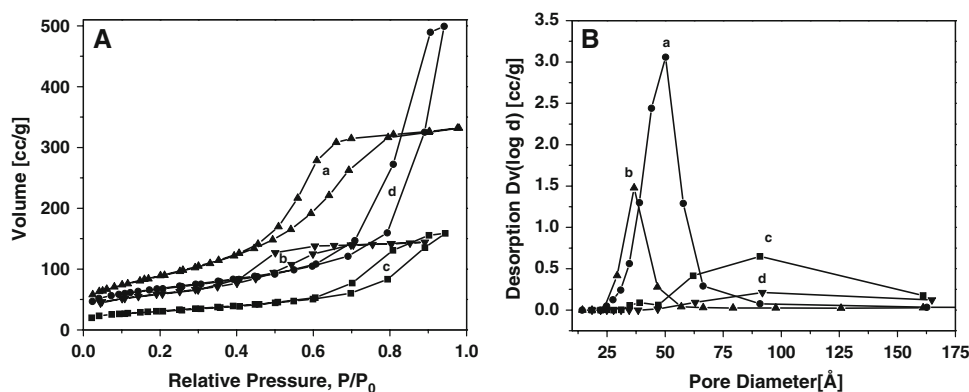 A
500
400
300
200
100
0
0.0 0.2 0.4 0.6 0.8 1.0
Volume [cc/g]
Relative Pressure, P/P0
a
b
c
d
B
3.5
3.0
2.5
2.0
1.5
1.0
0.5
0.0
25 50 75 100 125 150 175
Desorption Dv(log d) [cc/g]
Pore Diameter[Å]
a
b
c
d